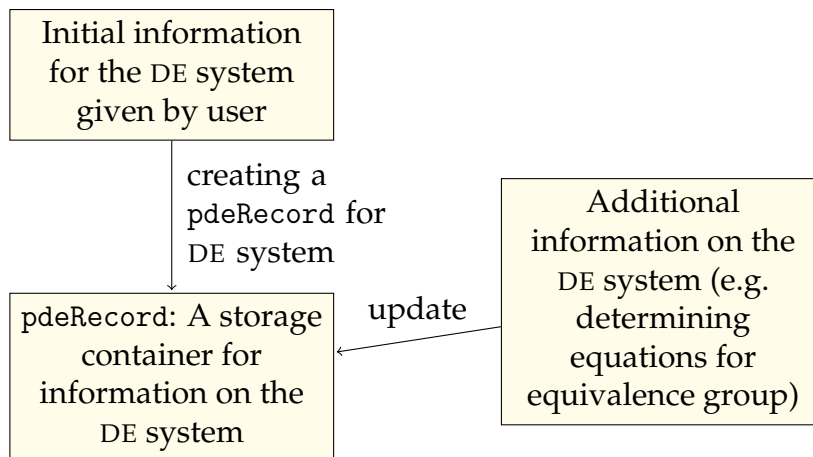 Initial information
for the DE system
given by user
creating a
pdeRecord for
DE system
Additional
information on the
DE system (e.g.
determining
equations for
equivalence group)
update
pdeRecord: A storage
container for
information on the
DE system